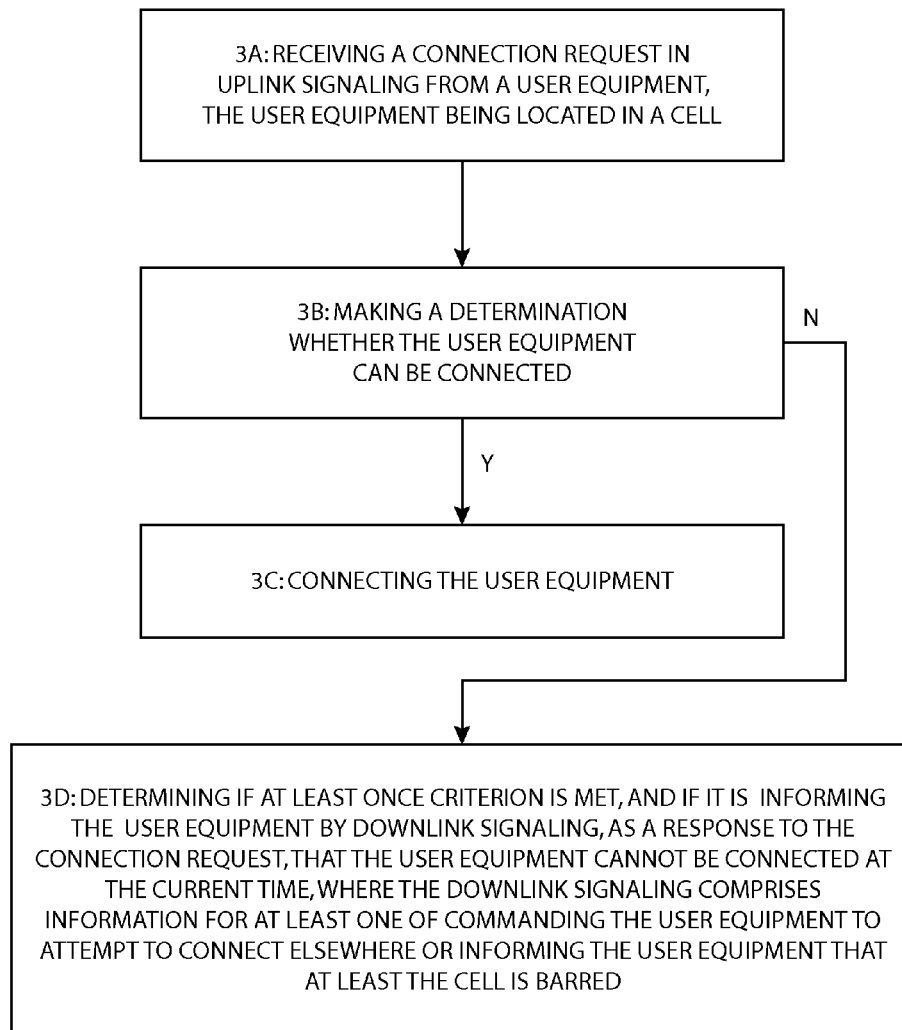 3A: RECEIVING A CONNECTION REQUEST IN
UPLINK SIGNALING FROM A USER EQUIPMENT,
THE USER EQUIPMENT BEING LOCATED IN A CELL
3B: MAKING A DETERMINATION
WHETHER THE USER EQUIPMENT
CAN BE CONNECTED
N
Y
3C: CONNECTING THE USER EQUIPMENT
3D: DETERMINING IF AT LEAST ONCE CRITERION IS MET, AND IF IT IS INFORMING
THE USER EQUIPMENT BY DOWNLINK SIGNALING, AS A RESPONSE TO THE
CONNECTION REQUEST, THAT THE USER EQUIPMENT CANNOT BE CONNECTED AT
THE CURRENT TIME, WHERE THE DOWNLINK SIGNALING COMPRISES
INFORMATION FOR AT LEAST ONE OF COMMANDING THE USER EQUIPMENT TO
ATTEMPT TO CONNECT ELSEWHERE OR INFORMING THE USER EQUIPMENT THAT
AT LEAST THE CELL IS BARRED